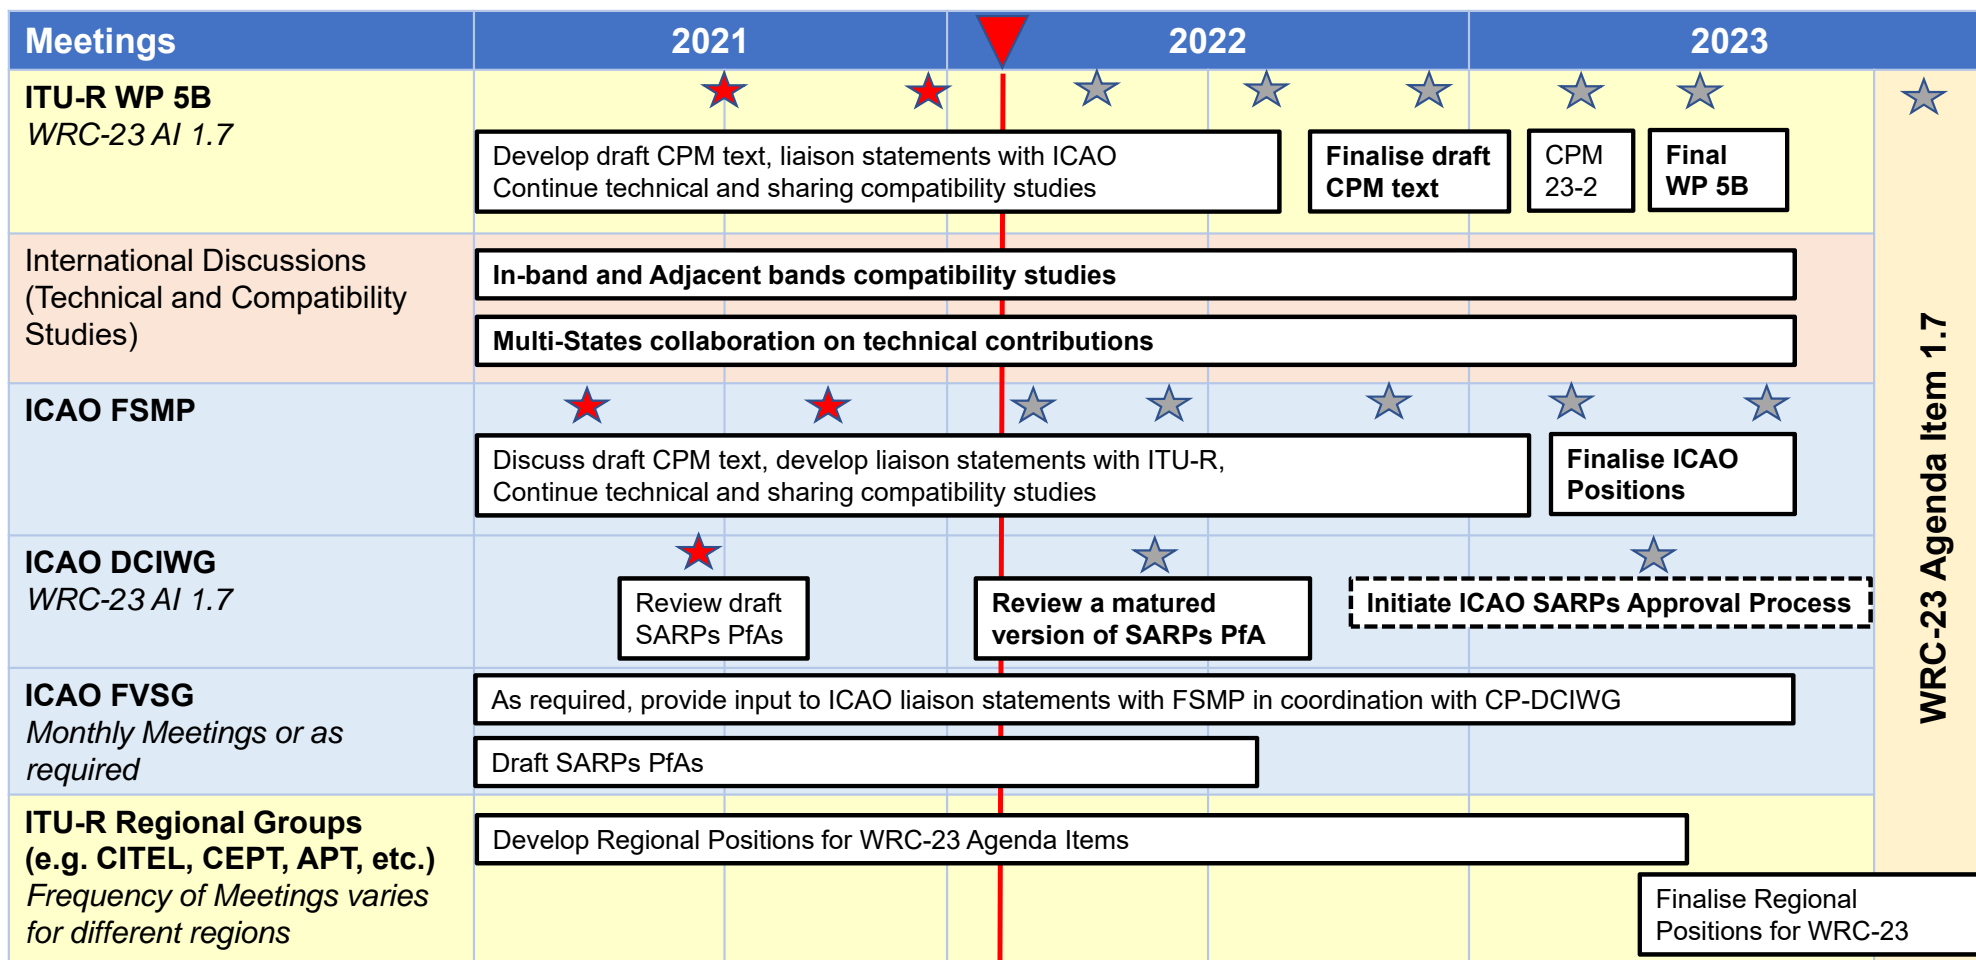 Meetings
2021
2022
2023
ITU-R WP 5B
WRC-23 AI 1.7
Develop draft CPM text, liaison statements with ICAO
Continue technical and sharing compatibility studies
Finalise draft
CPM text
CPM
23-2
Final
WP 5B
International Discussions
(Technical and Compatibility
Studies)
In-band and Adjacent bands compatibility studies
Multi-States collaboration on technical contributions
ICAO FSMP
Discuss draft CPM text, develop liaison statements with ITU-R,
Continue technical and sharing compatibility studies
Finalise ICAO
Positions
ICAO DCIWG
WRC-23 AI 1.7
Review draft
SARPs PfAs
Review a matured
version of SARPs PfA
Initiate ICAO SARPs Approval Process
ICAO FVSG
Monthly Meetings or as
required
As required, provide input to ICAO liaison statements with FSMP in coordination with CP-DCIWG
Draft SARPs PfAs
ITU-R Regional Groups
(e.g. CITEL, CEPT, APT, etc.)
Frequency of Meetings varies
for different regions
Develop Regional Positions for WRC-23 Agenda Items
Finalise Regional
Positions for WRC-23
WRC-23 Agenda Item 1.7